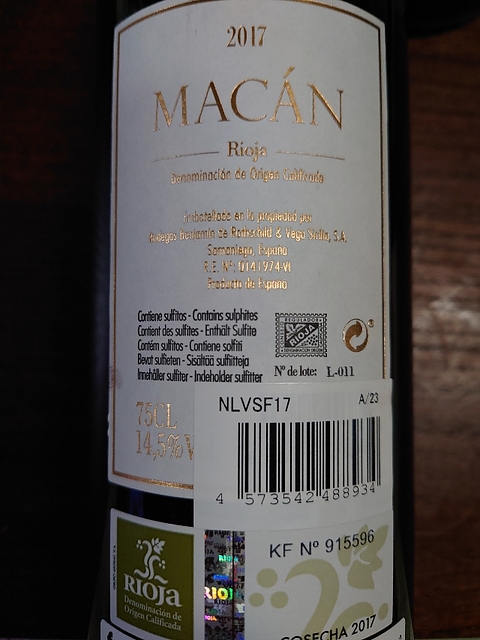 2017
MACÁN
Rioja
Denominación de Origen Calificada
Embotellado en la propiedad por
Bodegas Benjamin de Rothschild & Vega Sicilia, S.A.
Samaniego, España
R.E. Nº: 0141974-VI
Producto de España
Contiene sulfitos - Contains sulphites
Contient des sulfites - Enthält Sulfite
Contém sulfitos - Contiene solfiti
Bevat sulfieten - Sisältää sulfiitteja
Innehåller sulfiter - Indeholder sulfitter
RIOJA
Nº de lote: L-011
75CL
14,5%V
NLVSF17 A/23
4 573542 488934
RIOJA
Denominación de
Origen Calificada
KF Nº 915596
COSECHA 2017